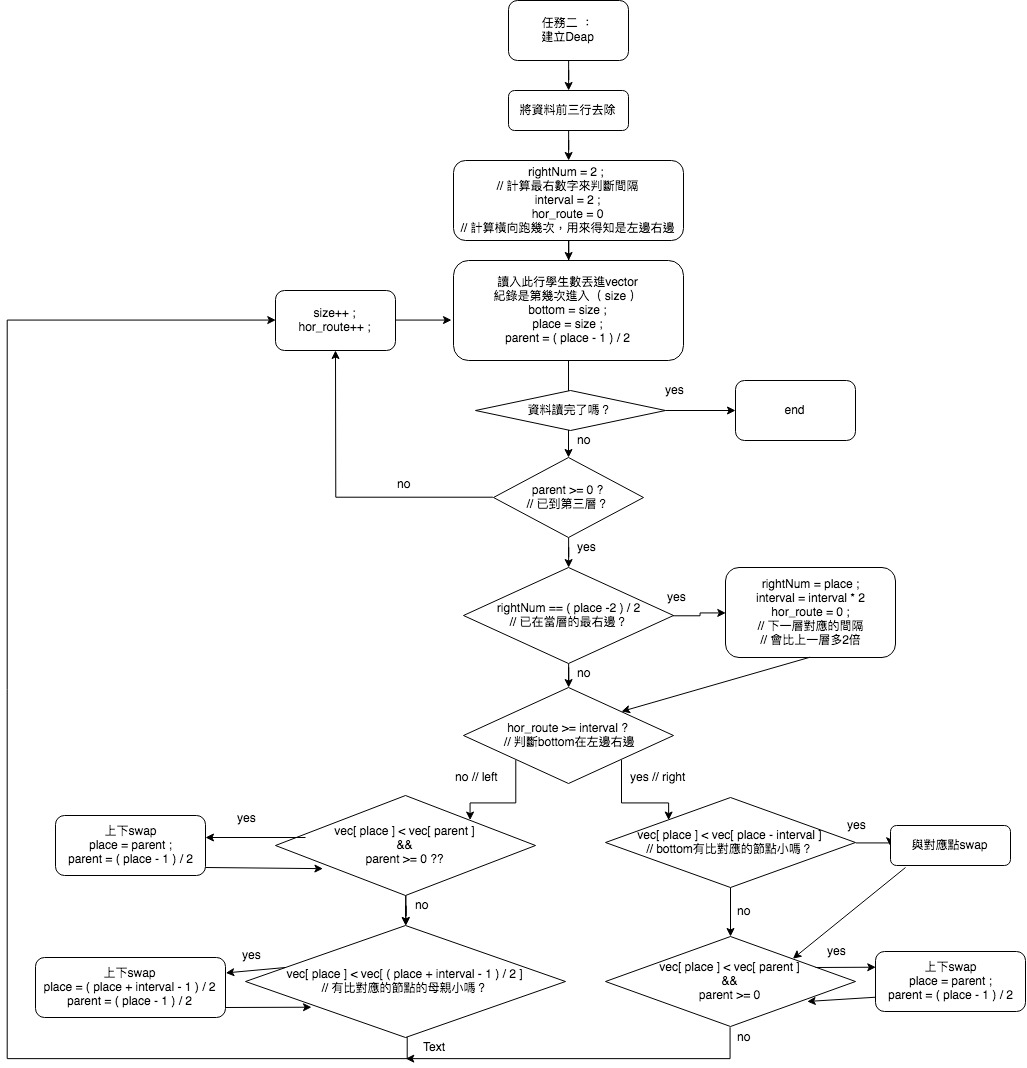 任務二 ：
建立Deap
將資料前三行去除
rightNum = 2 ;
// 計算最右數字來判斷間隔
interval = 2 ;
hor_route = 0
// 計算橫向跑幾次，用來得知是左邊右邊
讀入此行學生數丟進vector
紀錄是第幾次進入 （ size ）
bottom = size ;
place = size ;
parent = ( place - 1 ) / 2
size++ ;
hor_route++ ;
資料讀完了嗎？
yes
end
no
parent >= 0 ?
// 已到第三層？
no
yes
rightNum == ( place -2 ) / 2
// 已在當層的最右邊？
yes
rightNum = place ;
interval = interval * 2
hor_route = 0 ;
// 下一層對應的間隔
// 會比上一層多2倍
no
hor_route >= interval ?
// 判斷bottom在左邊右邊
no // left
yes // right
vec[ place ] < vec[ parent ]
&&
parent >= 0 ??
yes
上下swap
place = parent ;
parent = ( place - 1 ) / 2
no
vec[ place ] < vec[ ( place + interval - 1 ) / 2 ]
// 有比對應的節點的母親小嗎？
yes
上下swap
place = ( place + interval - 1 ) / 2
parent = ( place - 1 ) / 2
Text
vec[ place ] < vec[ place - interval ]
// bottom有比對應的節點小嗎？
yes
與對應點swap
no
vec[ place ] < vec[ parent ]
&&
parent >= 0
yes
上下swap
place = parent ;
parent = ( place - 1 ) / 2
no